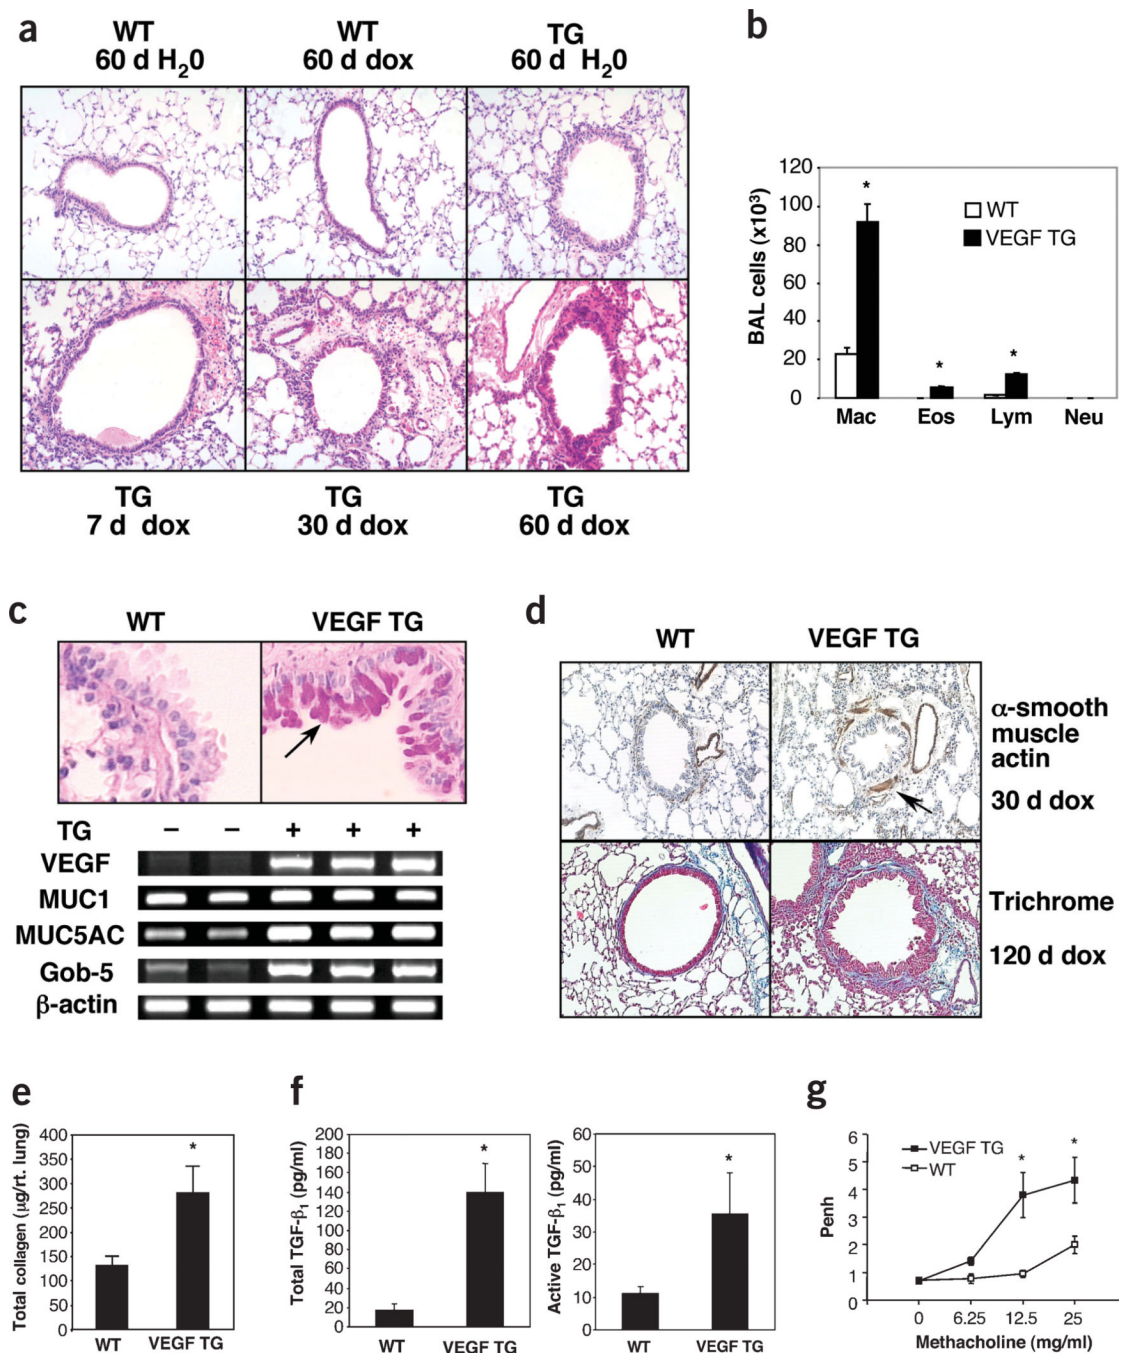 a
WT
60 d H₂0
WT
60 d dox
TG
60 d H₂0
TG
7 d dox
TG
30 d dox
TG
60 d dox
b
BAL cells (x10³)
120
100
80
60
40
20
0
*
*
*
WT
VEGF TG
Mac
Eos
Lym
Neu
c
WT
VEGF TG
TG − − + + +
VEGF
MUC1
MUC5AC
Gob-5
β-actin
d
WT
VEGF TG
α-smooth
muscle
actin
30 d dox
Trichrome
120 d dox
e
Total collagen (µg/rt. lung)
400
350
300
250
200
150
100
50
0
*
WT
VEGF TG
f
Total TGF-β₁ (pg/ml)
200
180
160
140
120
100
80
60
40
20
0
*
WT
VEGF TG
Active TGF-β₁ (pg/ml)
60
50
40
30
20
10
0
*
WT
VEGF TG
g
Penh
6
5
4
3
2
1
0
VEGF TG
WT
*
*
0
6.25
12.5
25
Methacholine (mg/ml)